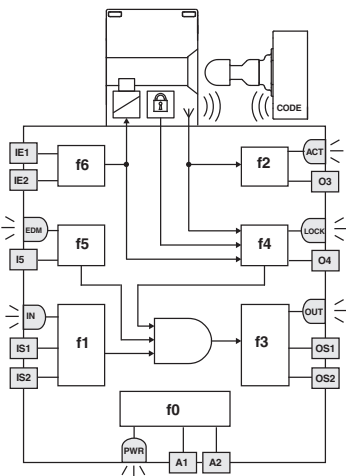 CODE
IE1
f6
f2
ACT
IE2
O3
EDM
f5
f4
LOCK
I5
O4
IN
f1
f3
OUT
IS1
OS1
IS2
OS2
f0
PWR
A1
A2